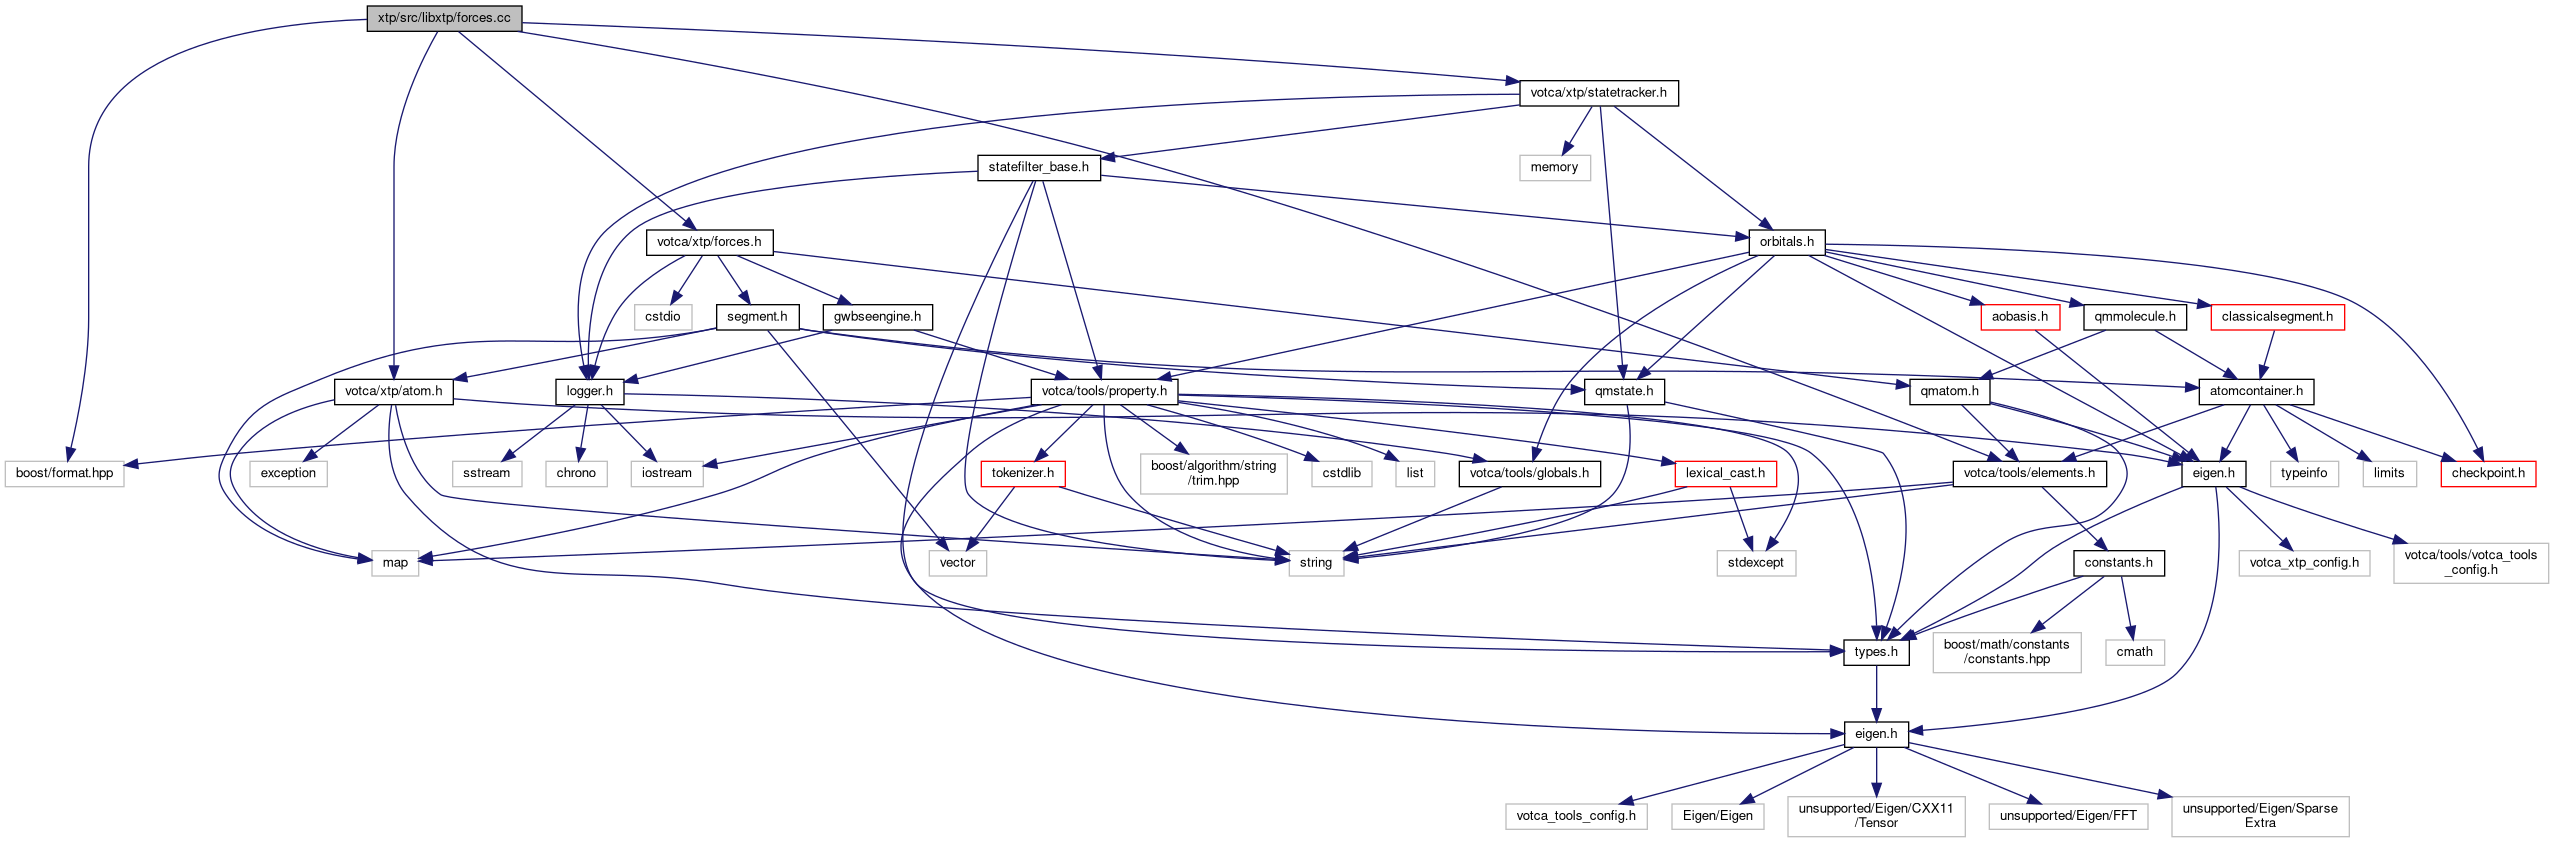 xtp/src/libxtp/forces.cc
votca/xtp/statetracker.h
statefilter_base.h
memory
votca/xtp/forces.h
orbitals.h
cstdio
segment.h
gwbseengine.h
aobasis.h
qmmolecule.h
classicalsegment.h
votca/xtp/atom.h
logger.h
votca/tools/property.h
qmstate.h
qmatom.h
atomcontainer.h
boost/format.hpp
exception
sstream
chrono
iostream
tokenizer.h
boost/algorithm/string
/trim.hpp
cstdlib
list
votca/tools/globals.h
lexical_cast.h
votca/tools/elements.h
eigen.h
typeinfo
limits
checkpoint.h
map
vector
string
stdexcept
constants.h
votca_xtp_config.h
votca/tools/votca_tools
_config.h
types.h
boost/math/constants
/constants.hpp
cmath
eigen.h
votca_tools_config.h
Eigen/Eigen
unsupported/Eigen/CXX11
/Tensor
unsupported/Eigen/FFT
unsupported/Eigen/Sparse
Extra